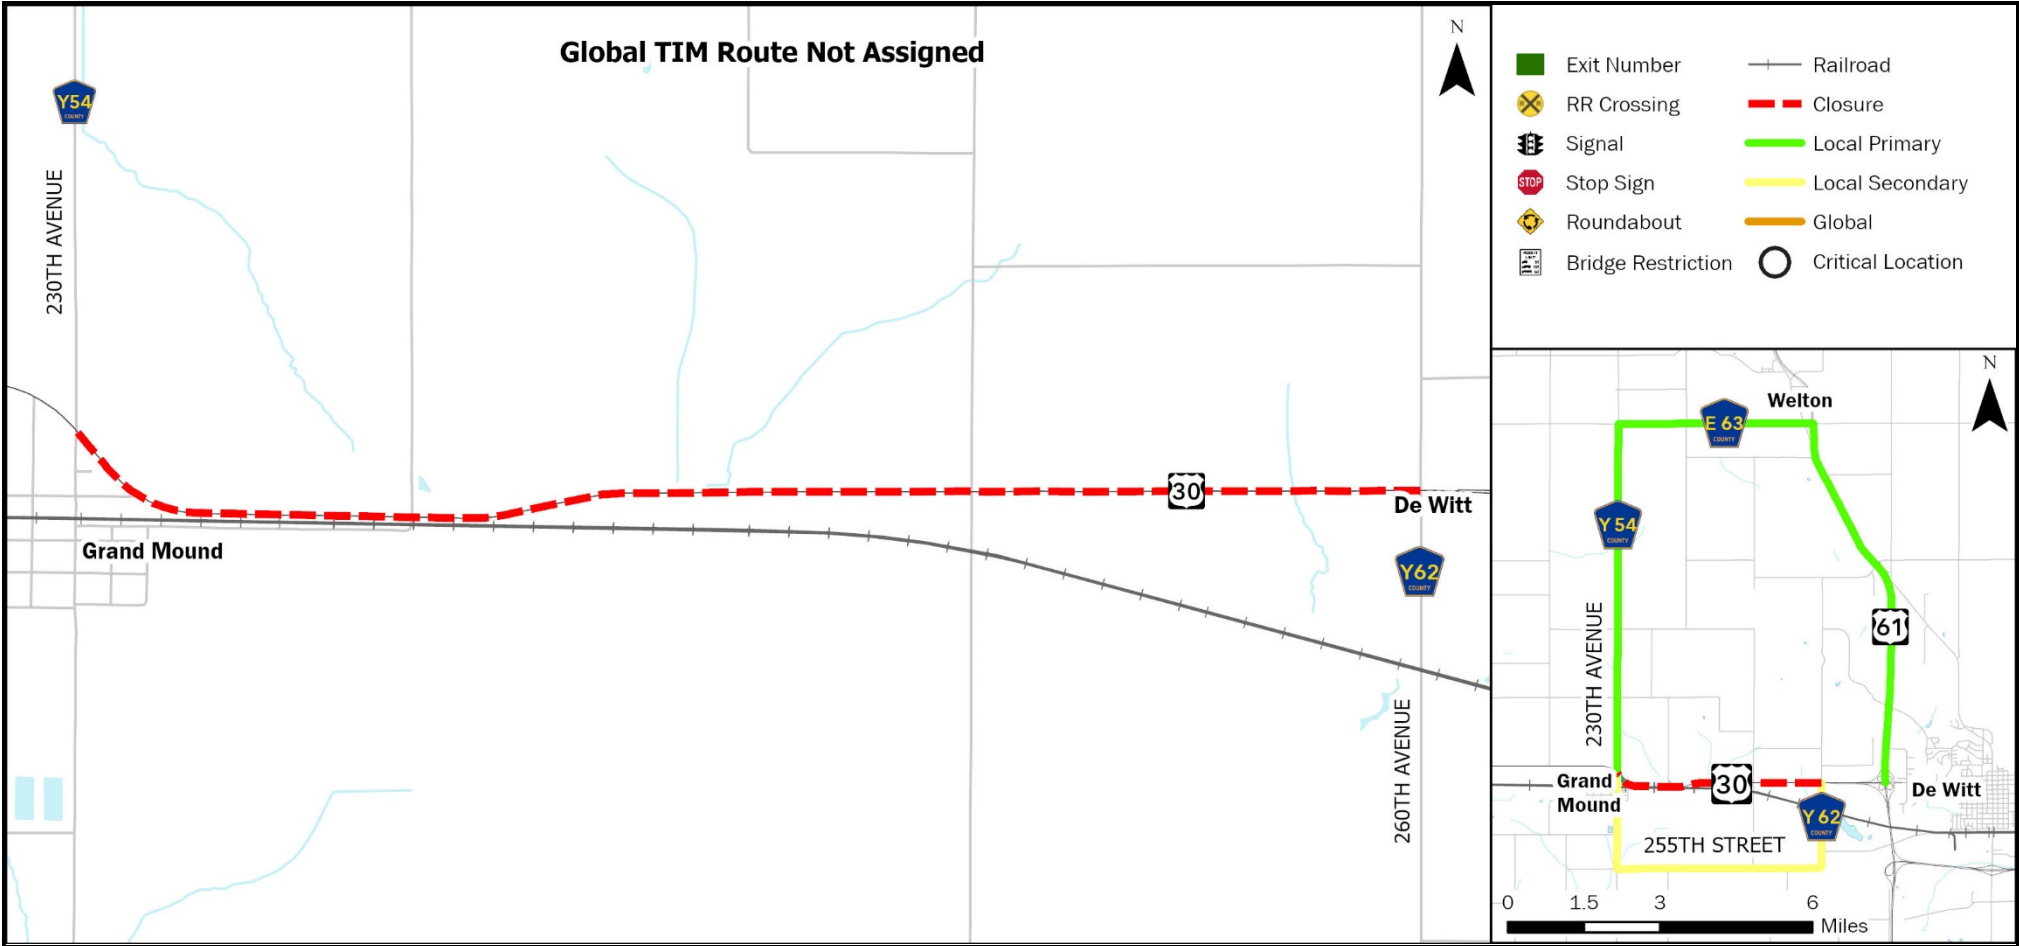 Global TIM Route Not Assigned
N
Y54
COUNTY
230TH AVENUE
30
De Witt
Grand Mound
Y62
COUNTY
260TH AVENUE
Exit Number
RR Crossing
Signal
STOP
Stop Sign
Roundabout
Bridge Restriction
Railroad
Closure
Local Primary
Local Secondary
Global
Critical Location
N
Welton
E 63
COUNTY
Y 54
COUNTY
61
230TH AVENUE
Grand
Mound
30
De Witt
Y 62
COUNTY
255TH STREET
0 1.5 3 6
Miles